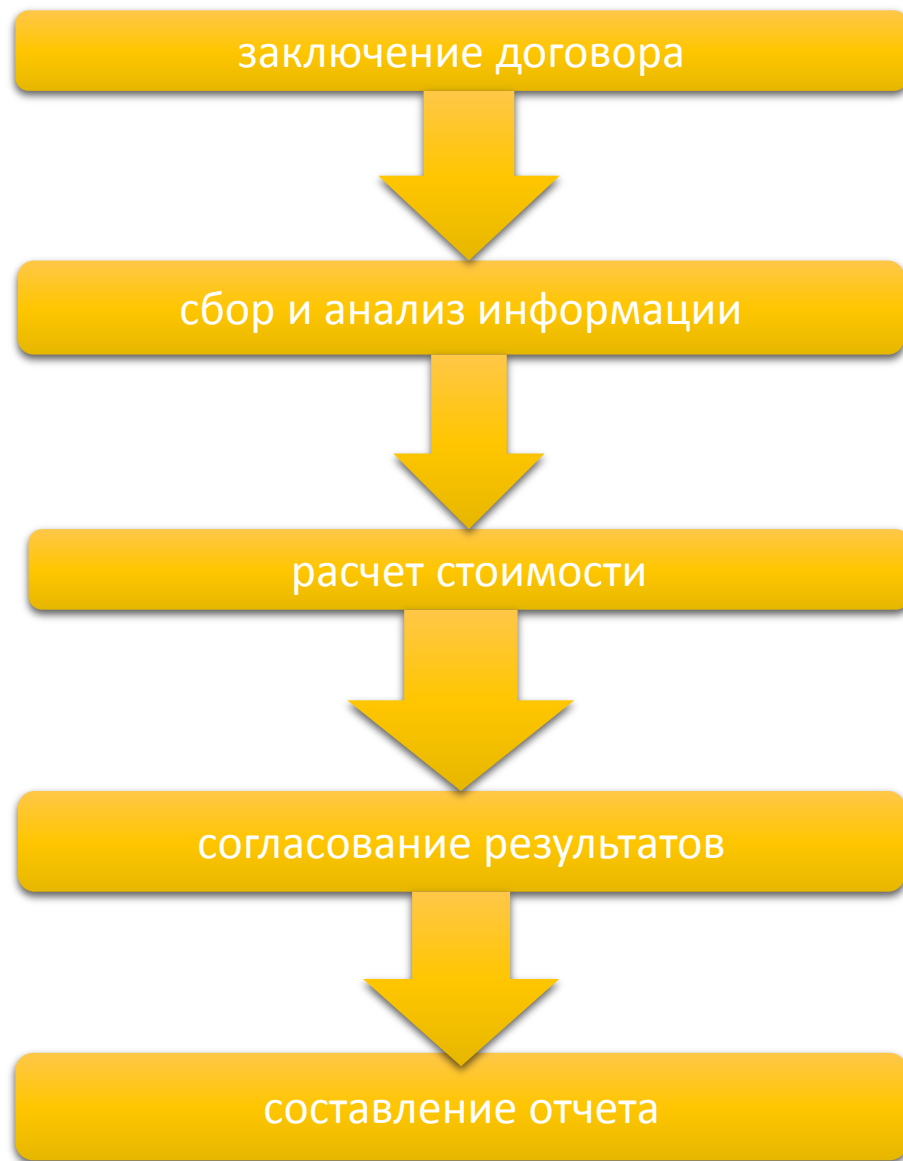 заключение договора
сбор и анализ информации
расчет стоимости
согласование результатов
составление отчета